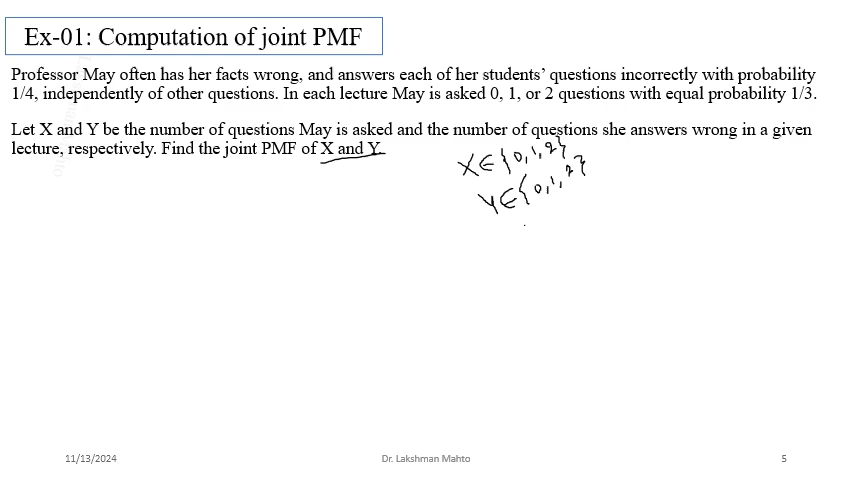 Ex-01: Computation of joint PMF
Professor May often has her facts wrong, and answers each of her students’ questions incorrectly with probability
1/4, independently of other questions. In each lecture May is asked 0, 1, or 2 questions with equal probability 1/3.
Let X and Y be the number of questions May is asked and the number of questions she answers wrong in a given
lecture, respectively. Find the joint PMF of X and Y.
X ∈ {0, 1, 2}
Y ∈ {0, 1, 2}
11/13/2024
Dr. Lakshman Mahto
5